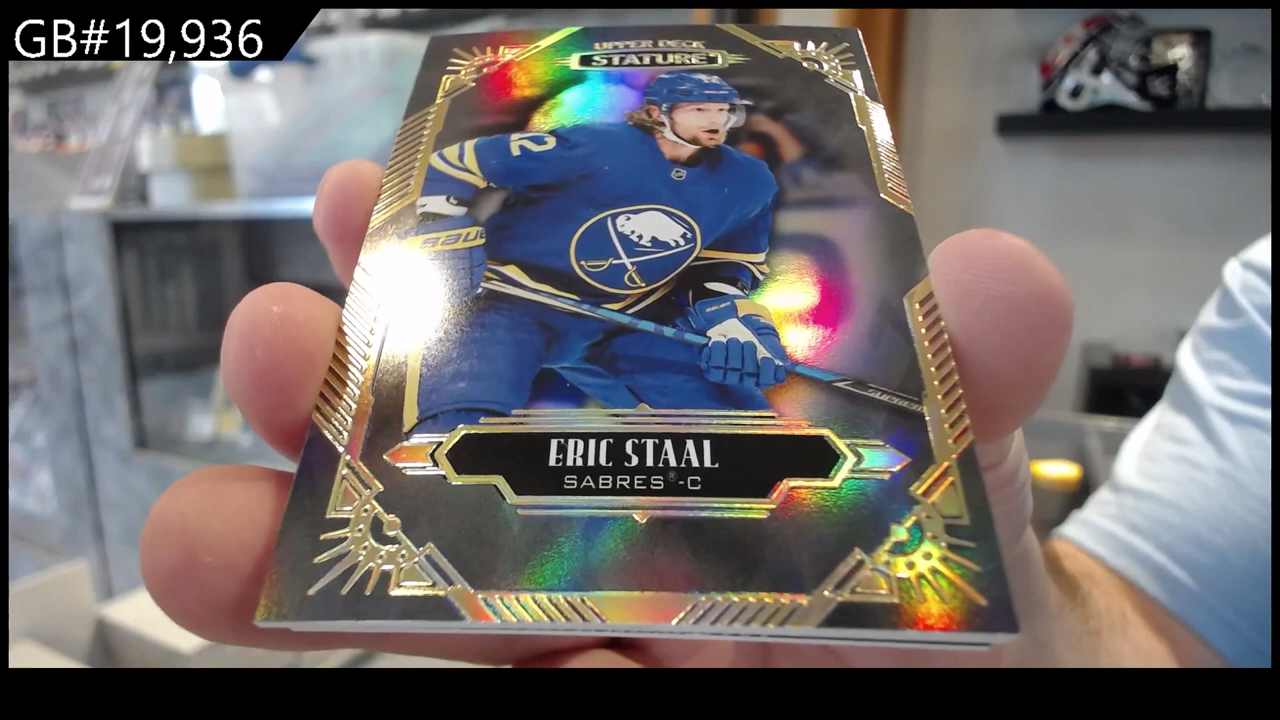 GB#19,936
UPPER DECK
STATURE
ERIC STAAL
SABRES®-C